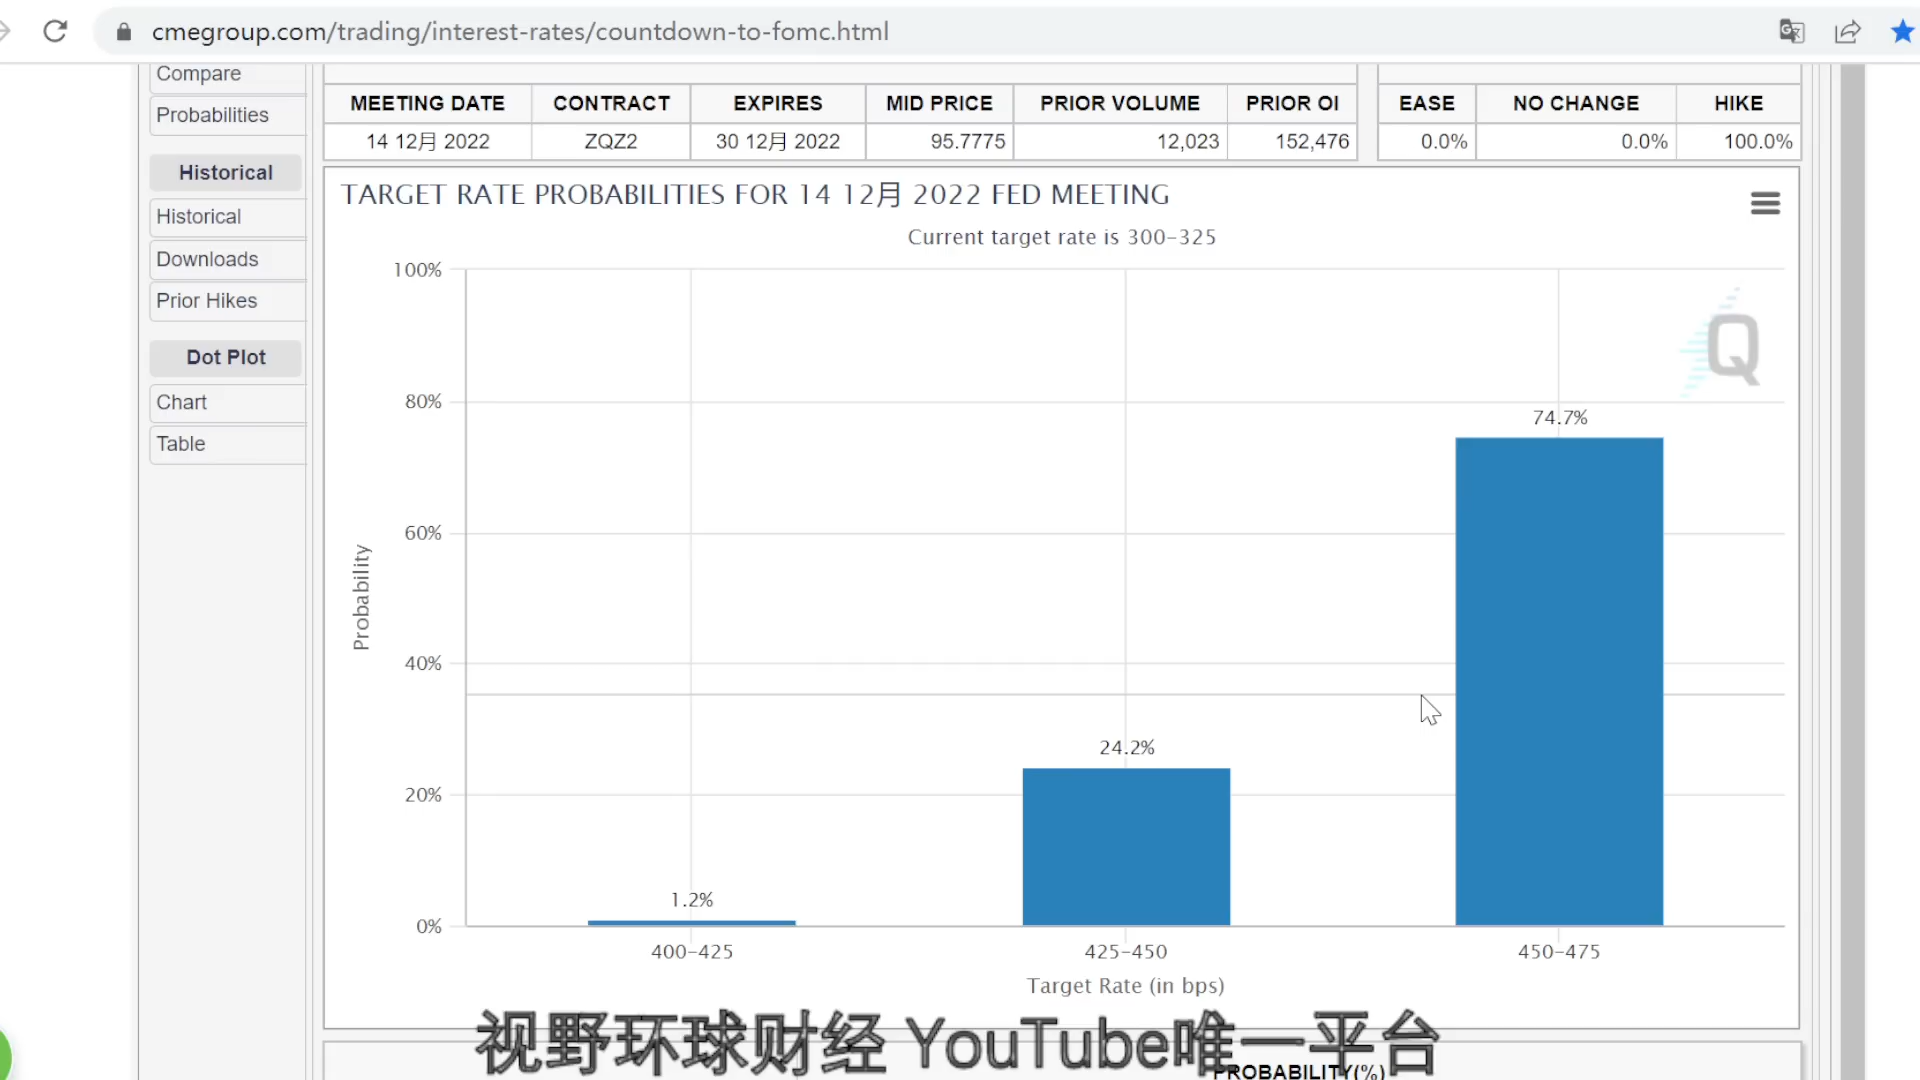 cmegroup.com/trading/interest-rates/countdown-to-fomc.html
Compare
Probabilities
Historical
Historical
Downloads
Prior Hikes
Dot Plot
Chart
Table
MEETING DATE CONTRACT EXPIRES MID PRICE PRIOR VOLUME PRIOR OI EASE NO CHANGE HIKE
14 12月 2022 ZQZ2 30 12月 2022 95.7775 12,023 152,476 0.0% 0.0% 100.0%
TARGET RATE PROBABILITIES FOR 14 12月 2022 FED MEETING
Current target rate is 300-325
Q
100%
80%
60%
40%
20%
0%
Probability
1.2%
24.2%
74.7%
400-425 425-450 450-475
Target Rate (in bps)
视野环球财经 YouTube唯一平台
PROBABILITY(%)